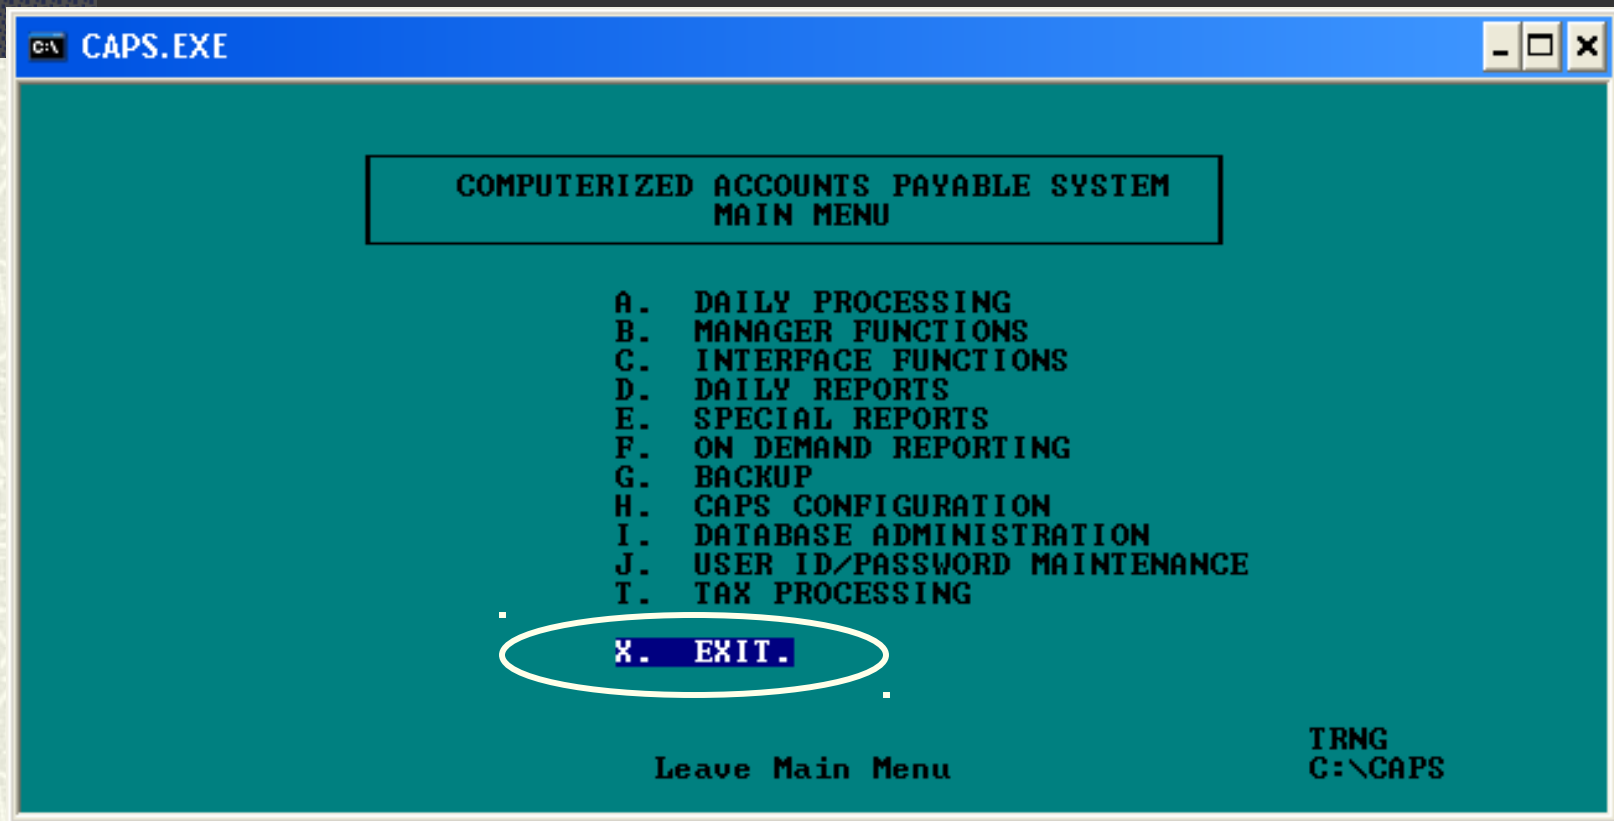 CAPS.EXE
COMPUTERIZED ACCOUNTS PAYABLE SYSTEM
MAIN MENU
A. DAILY PROCESSING
B. MANAGER FUNCTIONS
C. INTERFACE FUNCTIONS
D. DAILY REPORTS
E. SPECIAL REPORTS
F. ON DEMAND REPORTING
G. BACKUP
H. CAPS CONFIGURATION
I. DATABASE ADMINISTRATION
J. USER ID/PASSWORD MAINTENANCE
T. TAX PROCESSING
X. EXIT.
TRNG
Leave Main Menu C:\CAPS